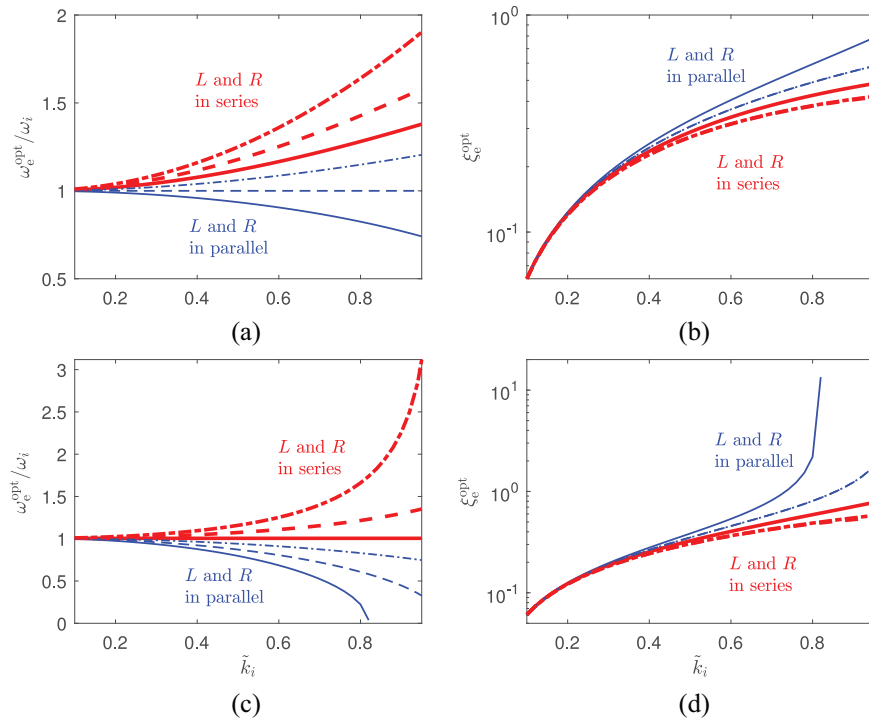 2
1.5
1
0.5
ω_e^opt/ω_i
L and R
in series
L and R
in parallel
0.2 0.4 0.6 0.8
(a)
10^0
10^-1
ξ_e^opt
L and R
in parallel
L and R
in series
0.2 0.4 0.6 0.8
(b)
3
2.5
2
1.5
1
0.5
0
ω_e^opt/ω_i
L and R
in series
L and R
in parallel
0.2 0.4 0.6 0.8
k̃_i
(c)
10^1
10^0
10^-1
ξ_e^opt
L and R
in parallel
L and R
in series
0.2 0.4 0.6 0.8
k̃_i
(d)